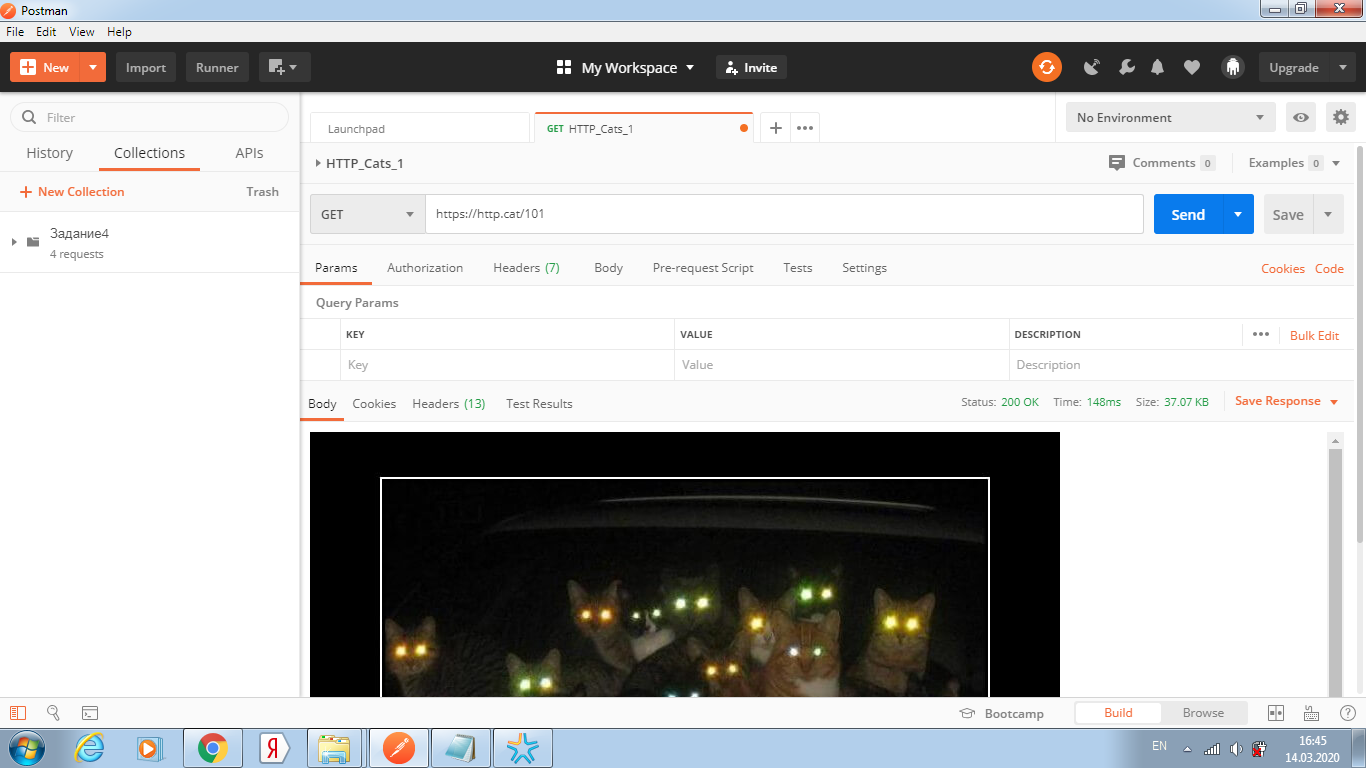 Postman
File Edit View Help
New Import Runner My Workspace Invite Upgrade
Filter
History Collections APIs
New Collection Trash
Задание4
4 requests
Launchpad GET HTTP_Cats_1 No Environment
HTTP_Cats_1 Comments 0 Examples 0
GET https://http.cat/101 Send Save
Params Authorization Headers (7) Body Pre-request Script Tests Settings Cookies Code
Query Params
KEY VALUE DESCRIPTION Bulk Edit
Key Value Description
Body Cookies Headers (13) Test Results Status: 200 OK Time: 148ms Size: 37.07 KB Save Response
Bootcamp Build Browse
EN 16:45
14.03.2020